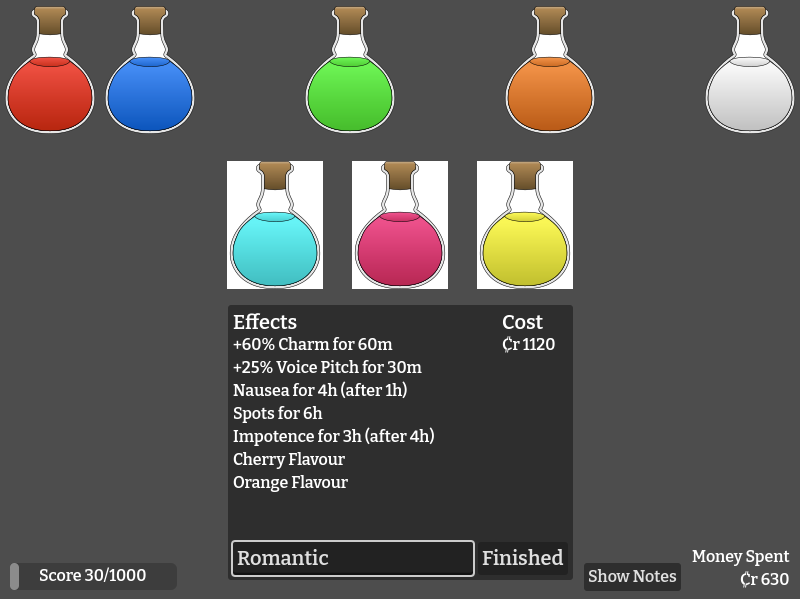 Effects
Cost
+60% Charm for 60m
₢r 1120
+25% Voice Pitch for 30m
Nausea for 4h (after 1h)
Spots for 6h
Impotence for 3h (after 4h)
Cherry Flavour
Orange Flavour
Romantic
Finished
Show Notes
Money Spent
₢r 630
Score 30/1000